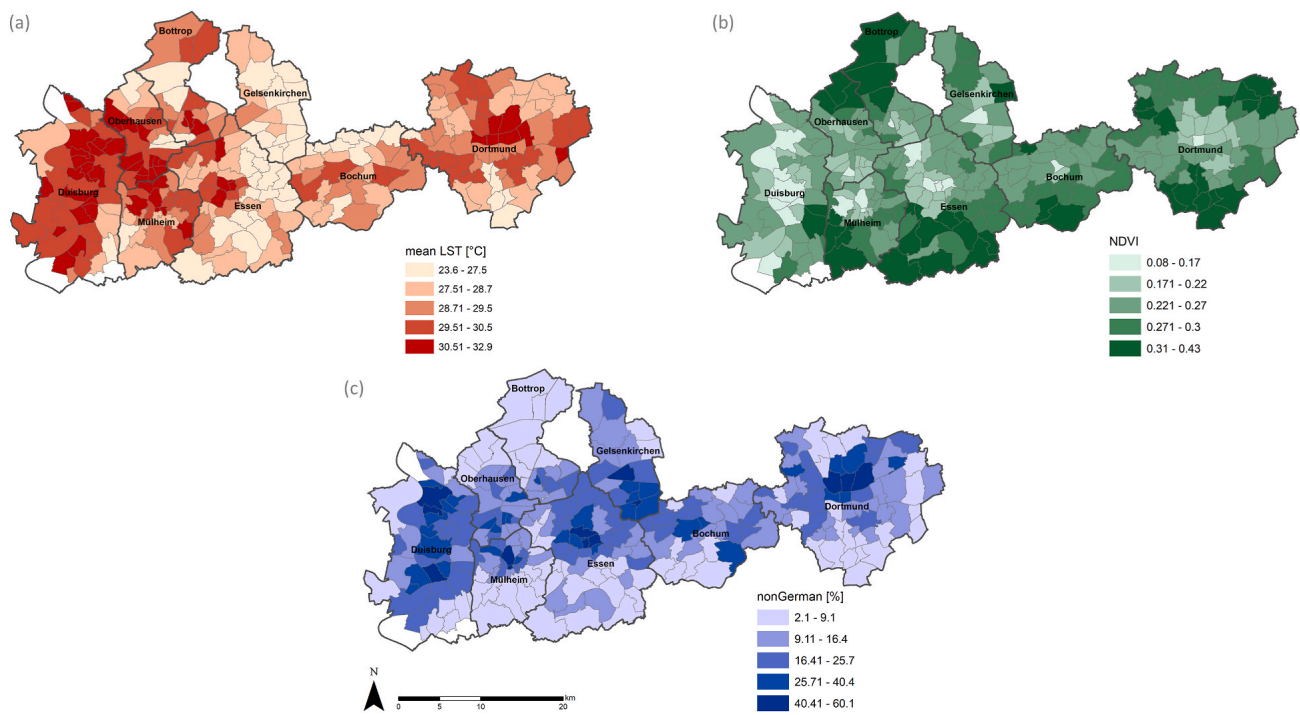 (a)
Bottrop
Gelsenkirchen
Oberhausen
Duisburg
Mülheim
Essen
Bochum
Dortmund
mean LST [°C]
23.6 - 27.5
27.51 - 28.7
28.71 - 29.5
29.51 - 30.5
30.51 - 32.9
(b)
Bottrop
Gelsenkirchen
Oberhausen
Duisburg
Mülheim
Essen
Bochum
Dortmund
NDVI
0.08 - 0.17
0.171 - 0.22
0.221 - 0.27
0.271 - 0.3
0.31 - 0.43
(c)
Bottrop
Gelsenkirchen
Oberhausen
Duisburg
Mülheim
Essen
Bochum
Dortmund
nonGerman [%]
2.1 - 9.1
9.11 - 16.4
16.41 - 25.7
25.71 - 40.4
40.41 - 60.1
N
km
0 5 10 20